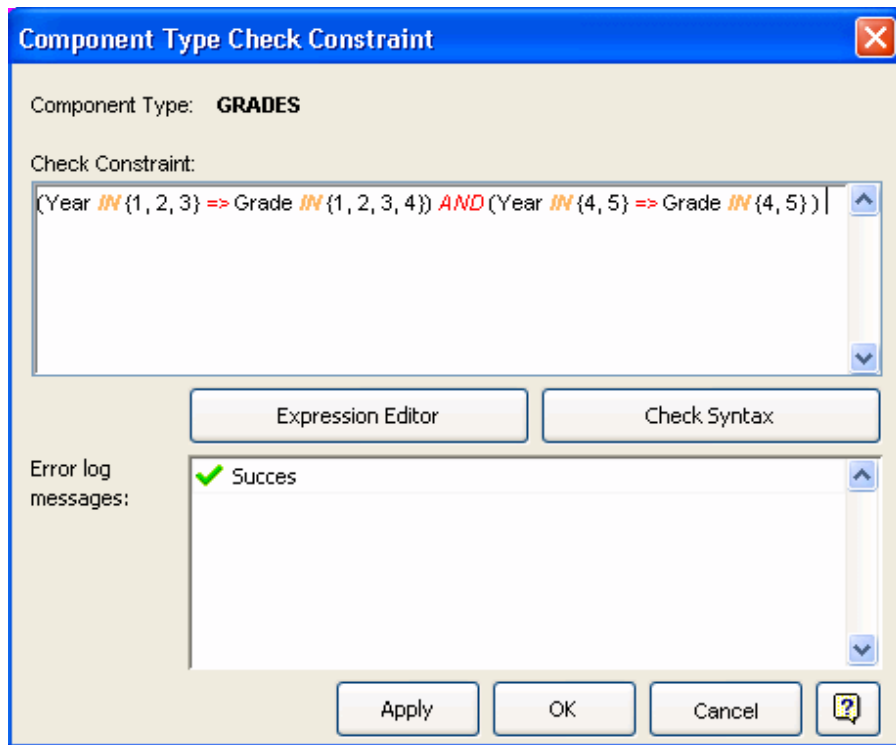 Component Type Check Constraint
Component Type: GRADES
Check Constraint:
(Year IN {1, 2, 3} => Grade IN {1, 2, 3, 4}) AND (Year IN {4, 5} => Grade IN {4, 5} )
Expression Editor
Check Syntax
Error log
messages:
Succes
Apply
OK
Cancel
?